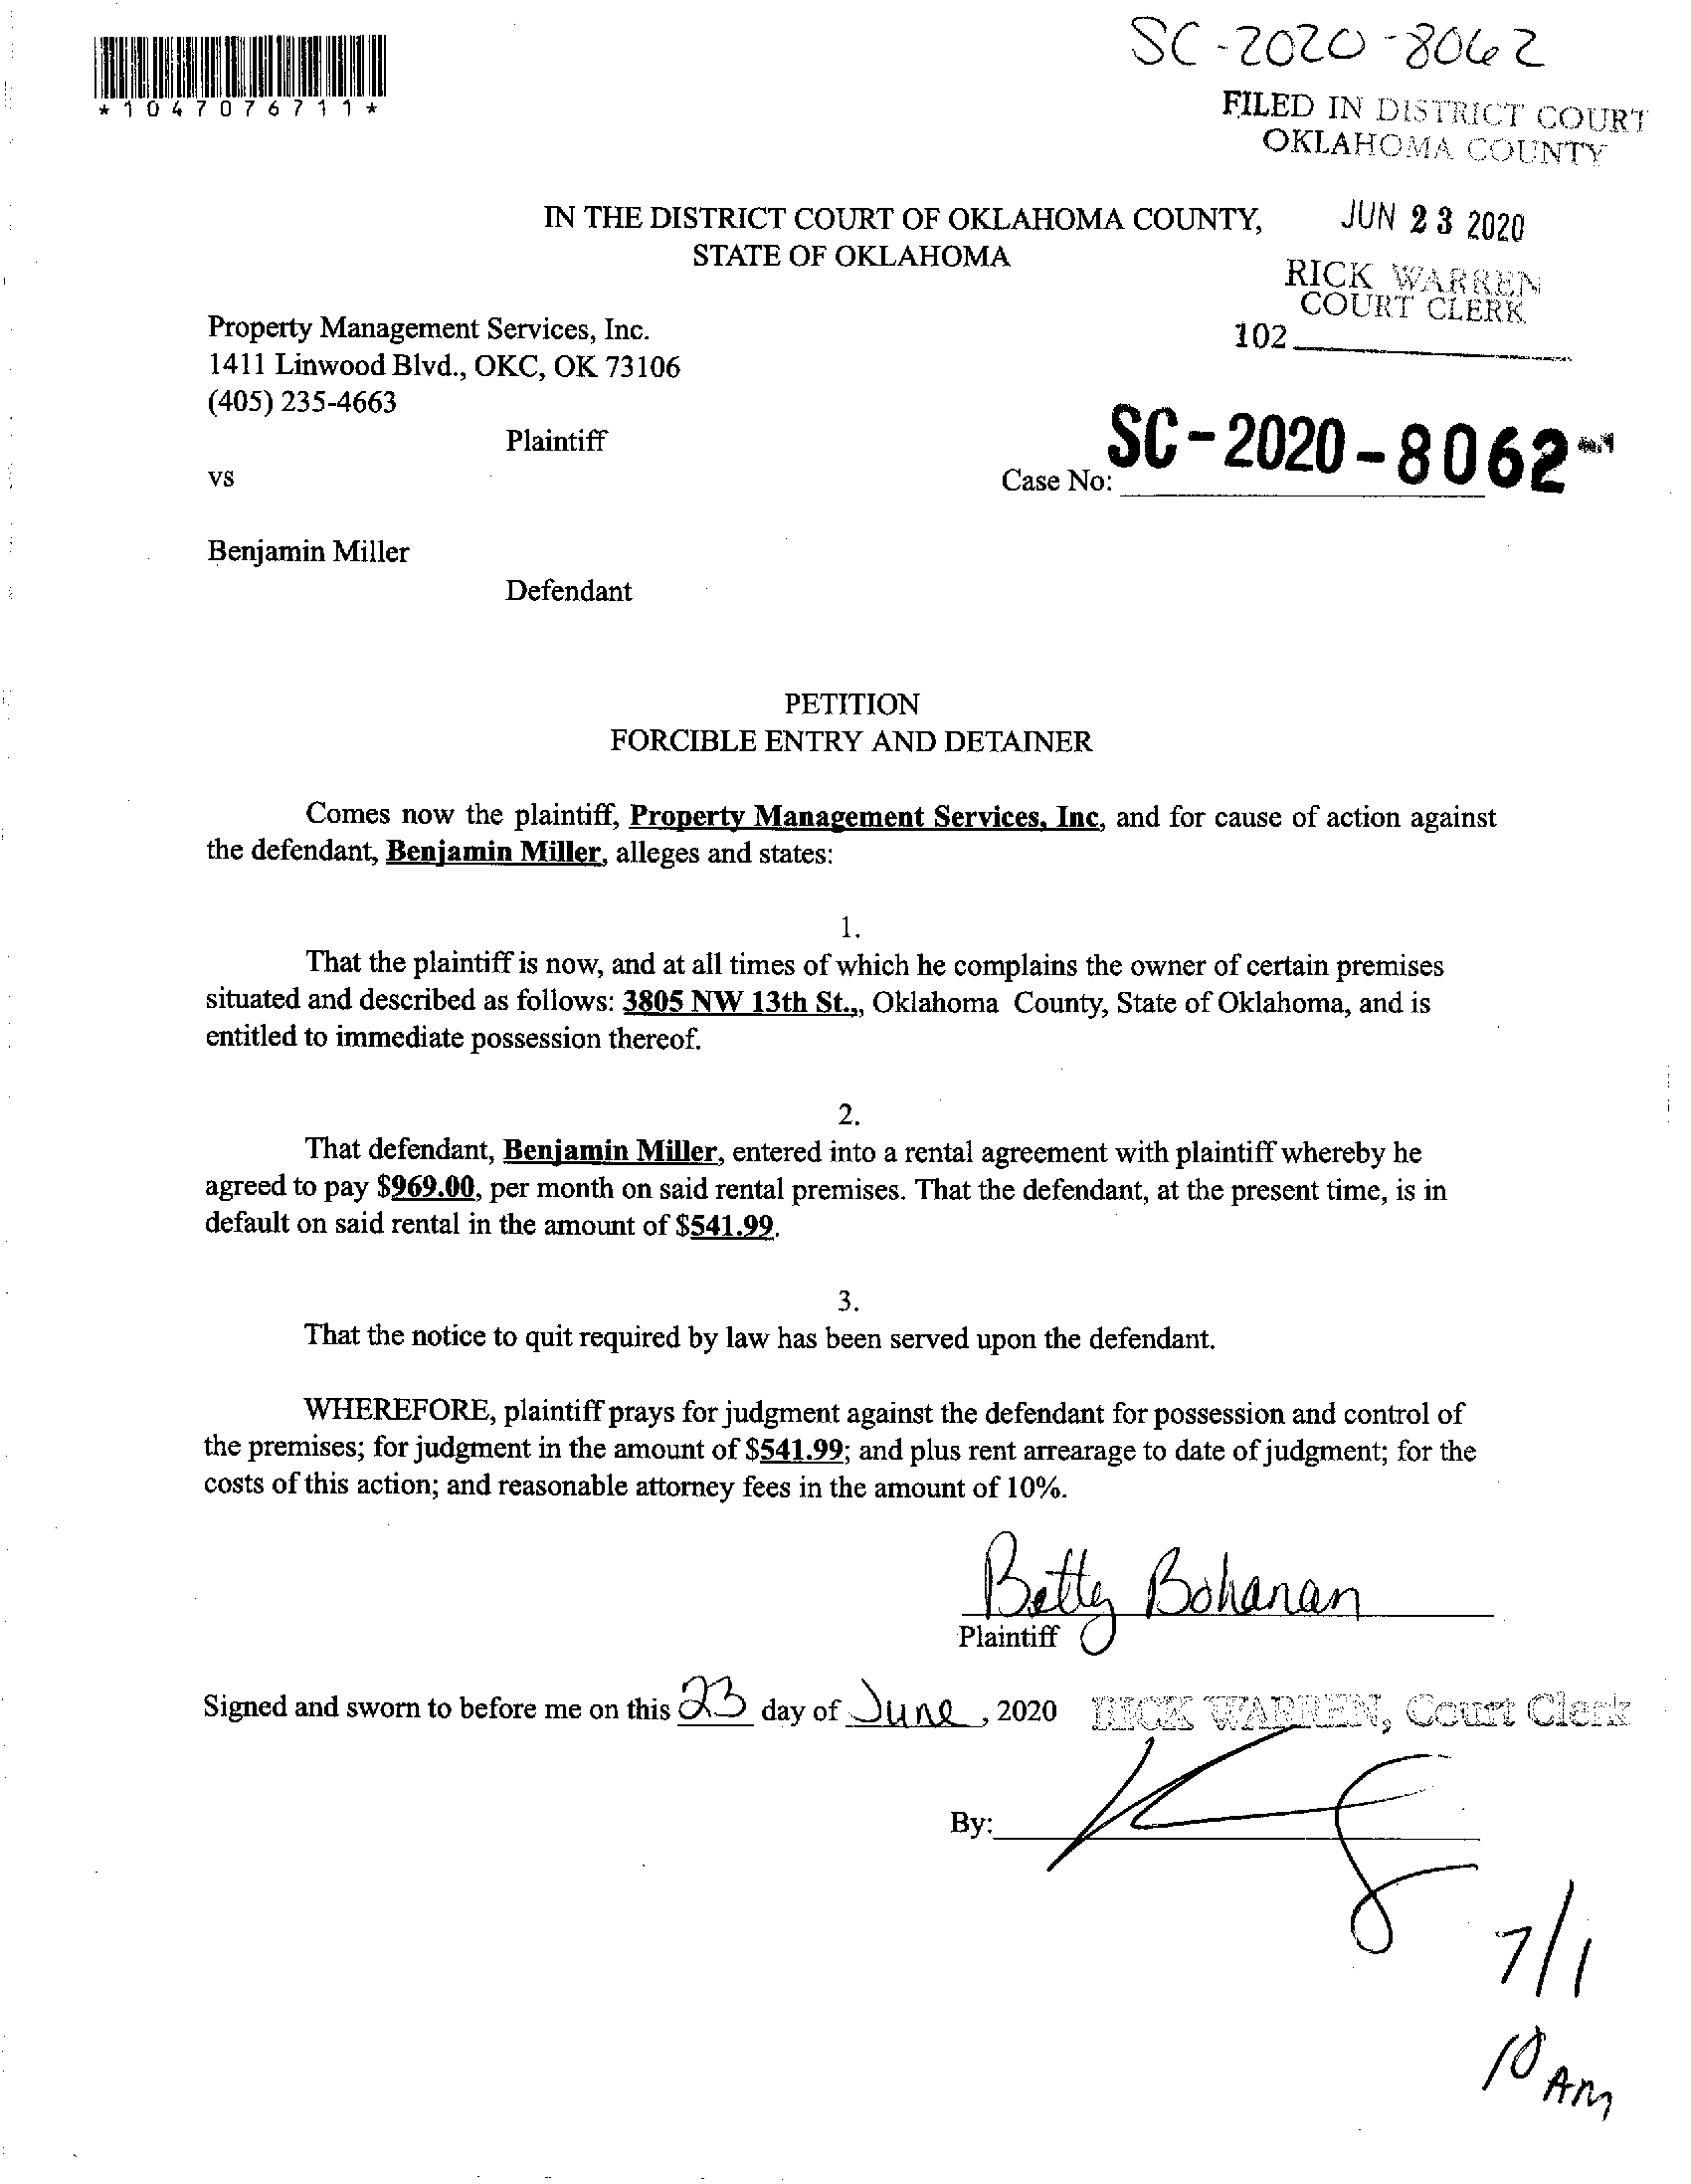 SC-2020-8062
*1047076711*
FILED IN DISTRICT COURT
OKLAHOMA COUNTY
IN THE DISTRICT COURT OF OKLAHOMA COUNTY,
STATE OF OKLAHOMA
JUN 23 2020
RICK WARREN
COURT CLERK
102
Property Management Services, Inc.
1411 Linwood Blvd., OKC, OK 73106
(405) 235-4663
Plaintiff
vs
Case No: SC-2020-8062
Benjamin Miller
Defendant
PETITION
FORCIBLE ENTRY AND DETAINER
Comes now the plaintiff, Property Management Services, Inc, and for cause of action against
the defendant, Benjamin Miller, alleges and states:
1.
That the plaintiff is now, and at all times of which he complains the owner of certain premises
situated and described as follows: 3805 NW 13th St.,, Oklahoma County, State of Oklahoma, and is
entitled to immediate possession thereof.
2.
That defendant, Benjamin Miller, entered into a rental agreement with plaintiff whereby he
agreed to pay $969.00, per month on said rental premises. That the defendant, at the present time, is in
default on said rental in the amount of $541.99.
3.
That the notice to quit required by law has been served upon the defendant.
WHEREFORE, plaintiff prays for judgment against the defendant for possession and control of
the premises; for judgment in the amount of $541.99; and plus rent arrearage to date of judgment; for the
costs of this action; and reasonable attorney fees in the amount of 10%.
Betty Bohanan
Plaintiff
Signed and sworn to before me on this 23 day of June, 2020 RICK WARREN, Court Clerk
By:
7/1
10 AM